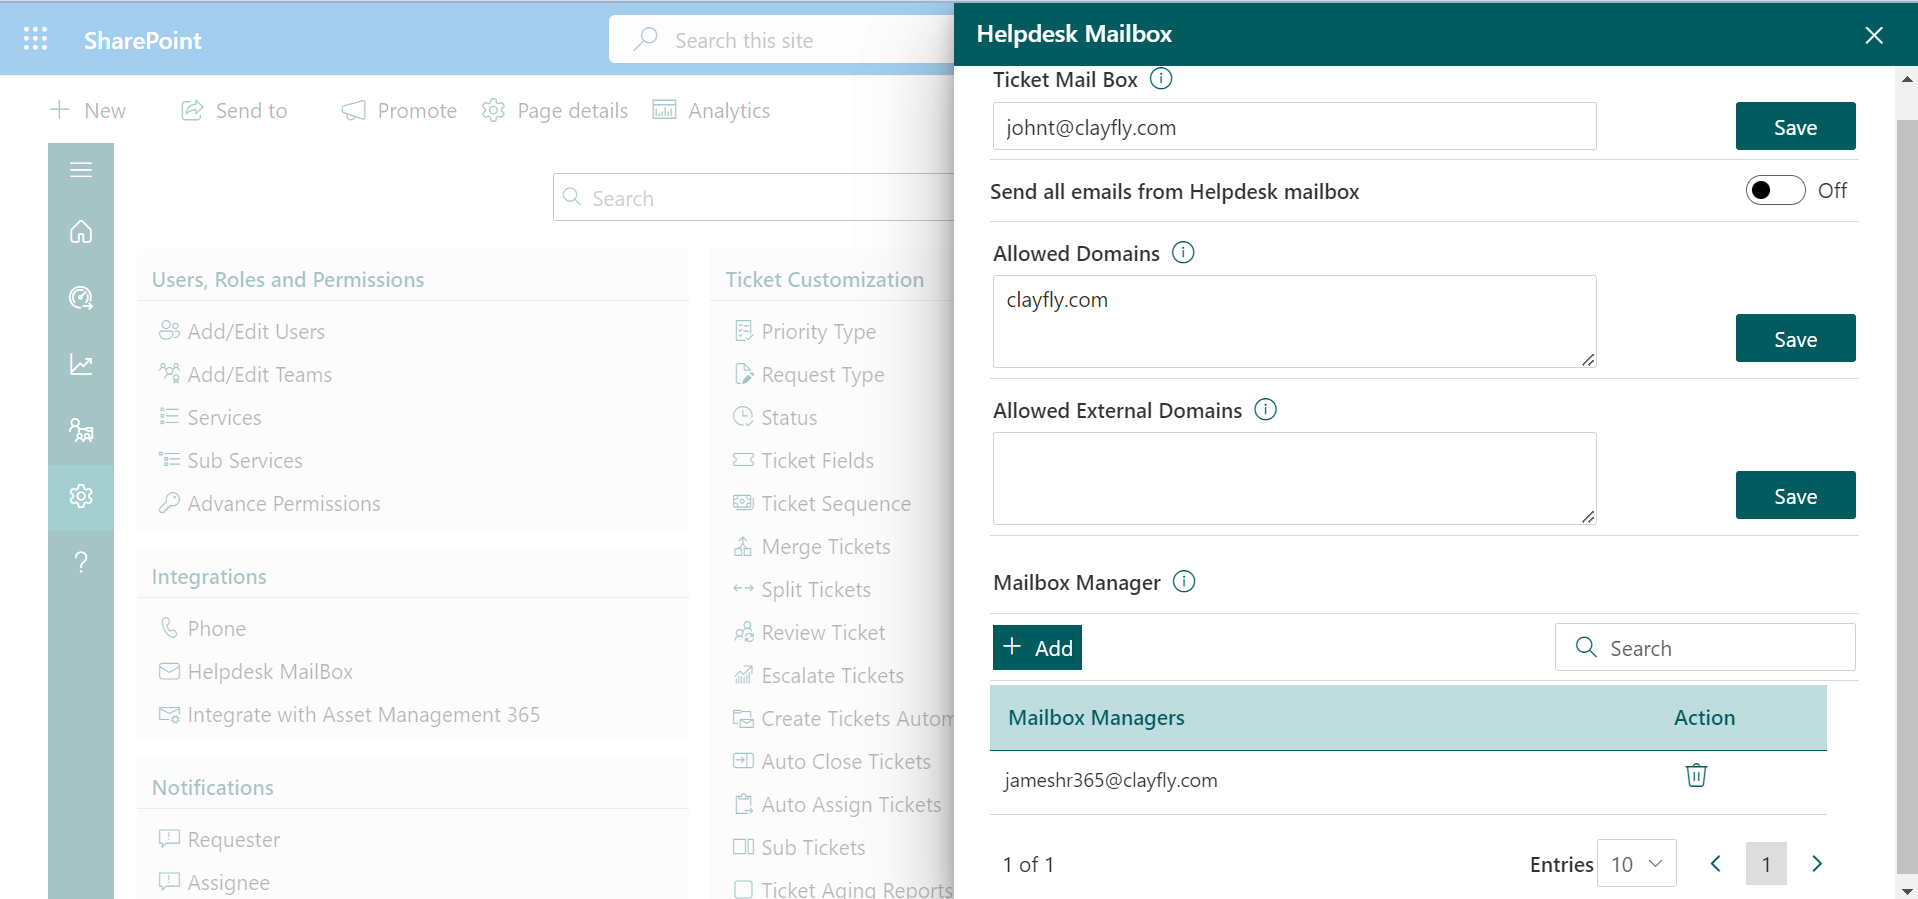 SharePoint
Search this site
New
Send to
Promote
Page details
Analytics
Search
Users, Roles and Permissions
Add/Edit Users
Add/Edit Teams
Services
Sub Services
Advance Permissions
Integrations
Phone
Helpdesk MailBox
Integrate with Asset Management 365
Notifications
Requester
Assignee
Ticket Customization
Priority Type
Request Type
Status
Ticket Fields
Ticket Sequence
Merge Tickets
Split Tickets
Review Ticket
Escalate Tickets
Create Tickets Autom
Auto Close Tickets
Auto Assign Tickets
Sub Tickets
Ticket Aging Reports
Helpdesk Mailbox
Ticket Mail Box
johnt@clayfly.com
Save
Send all emails from Helpdesk mailbox
Off
Allowed Domains
clayfly.com
Save
Allowed External Domains
Save
Mailbox Manager
+ Add
Search
Mailbox Managers Action
jameshr365@clayfly.com
1 of 1
Entries 10
1